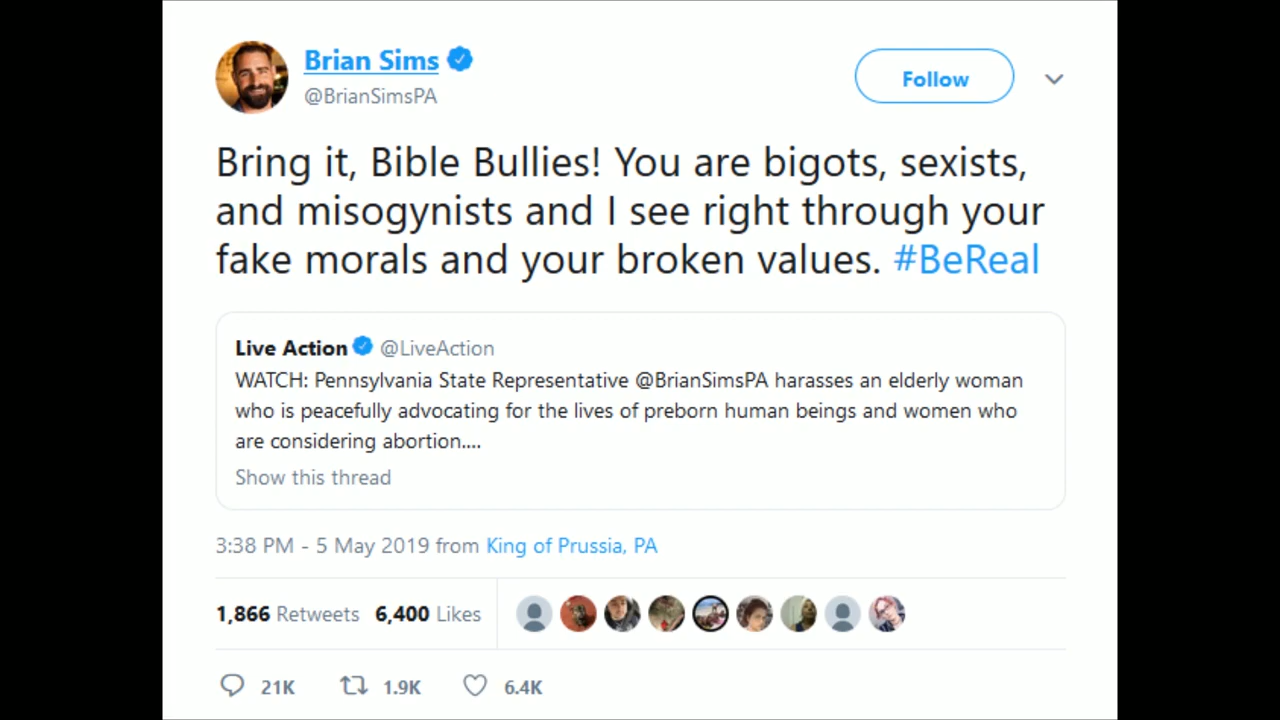 Brian Sims
@BrianSimsPA
Follow
Bring it, Bible Bullies! You are bigots, sexists,
and misogynists and I see right through your
fake morals and your broken values. #BeReal
Live Action @LiveAction
WATCH: Pennsylvania State Representative @BrianSimsPA harasses an elderly woman
who is peacefully advocating for the lives of preborn human beings and women who
are considering abortion....
Show this thread
3:38 PM - 5 May 2019 from King of Prussia, PA
1,866 Retweets 6,400 Likes
21K 1.9K 6.4K